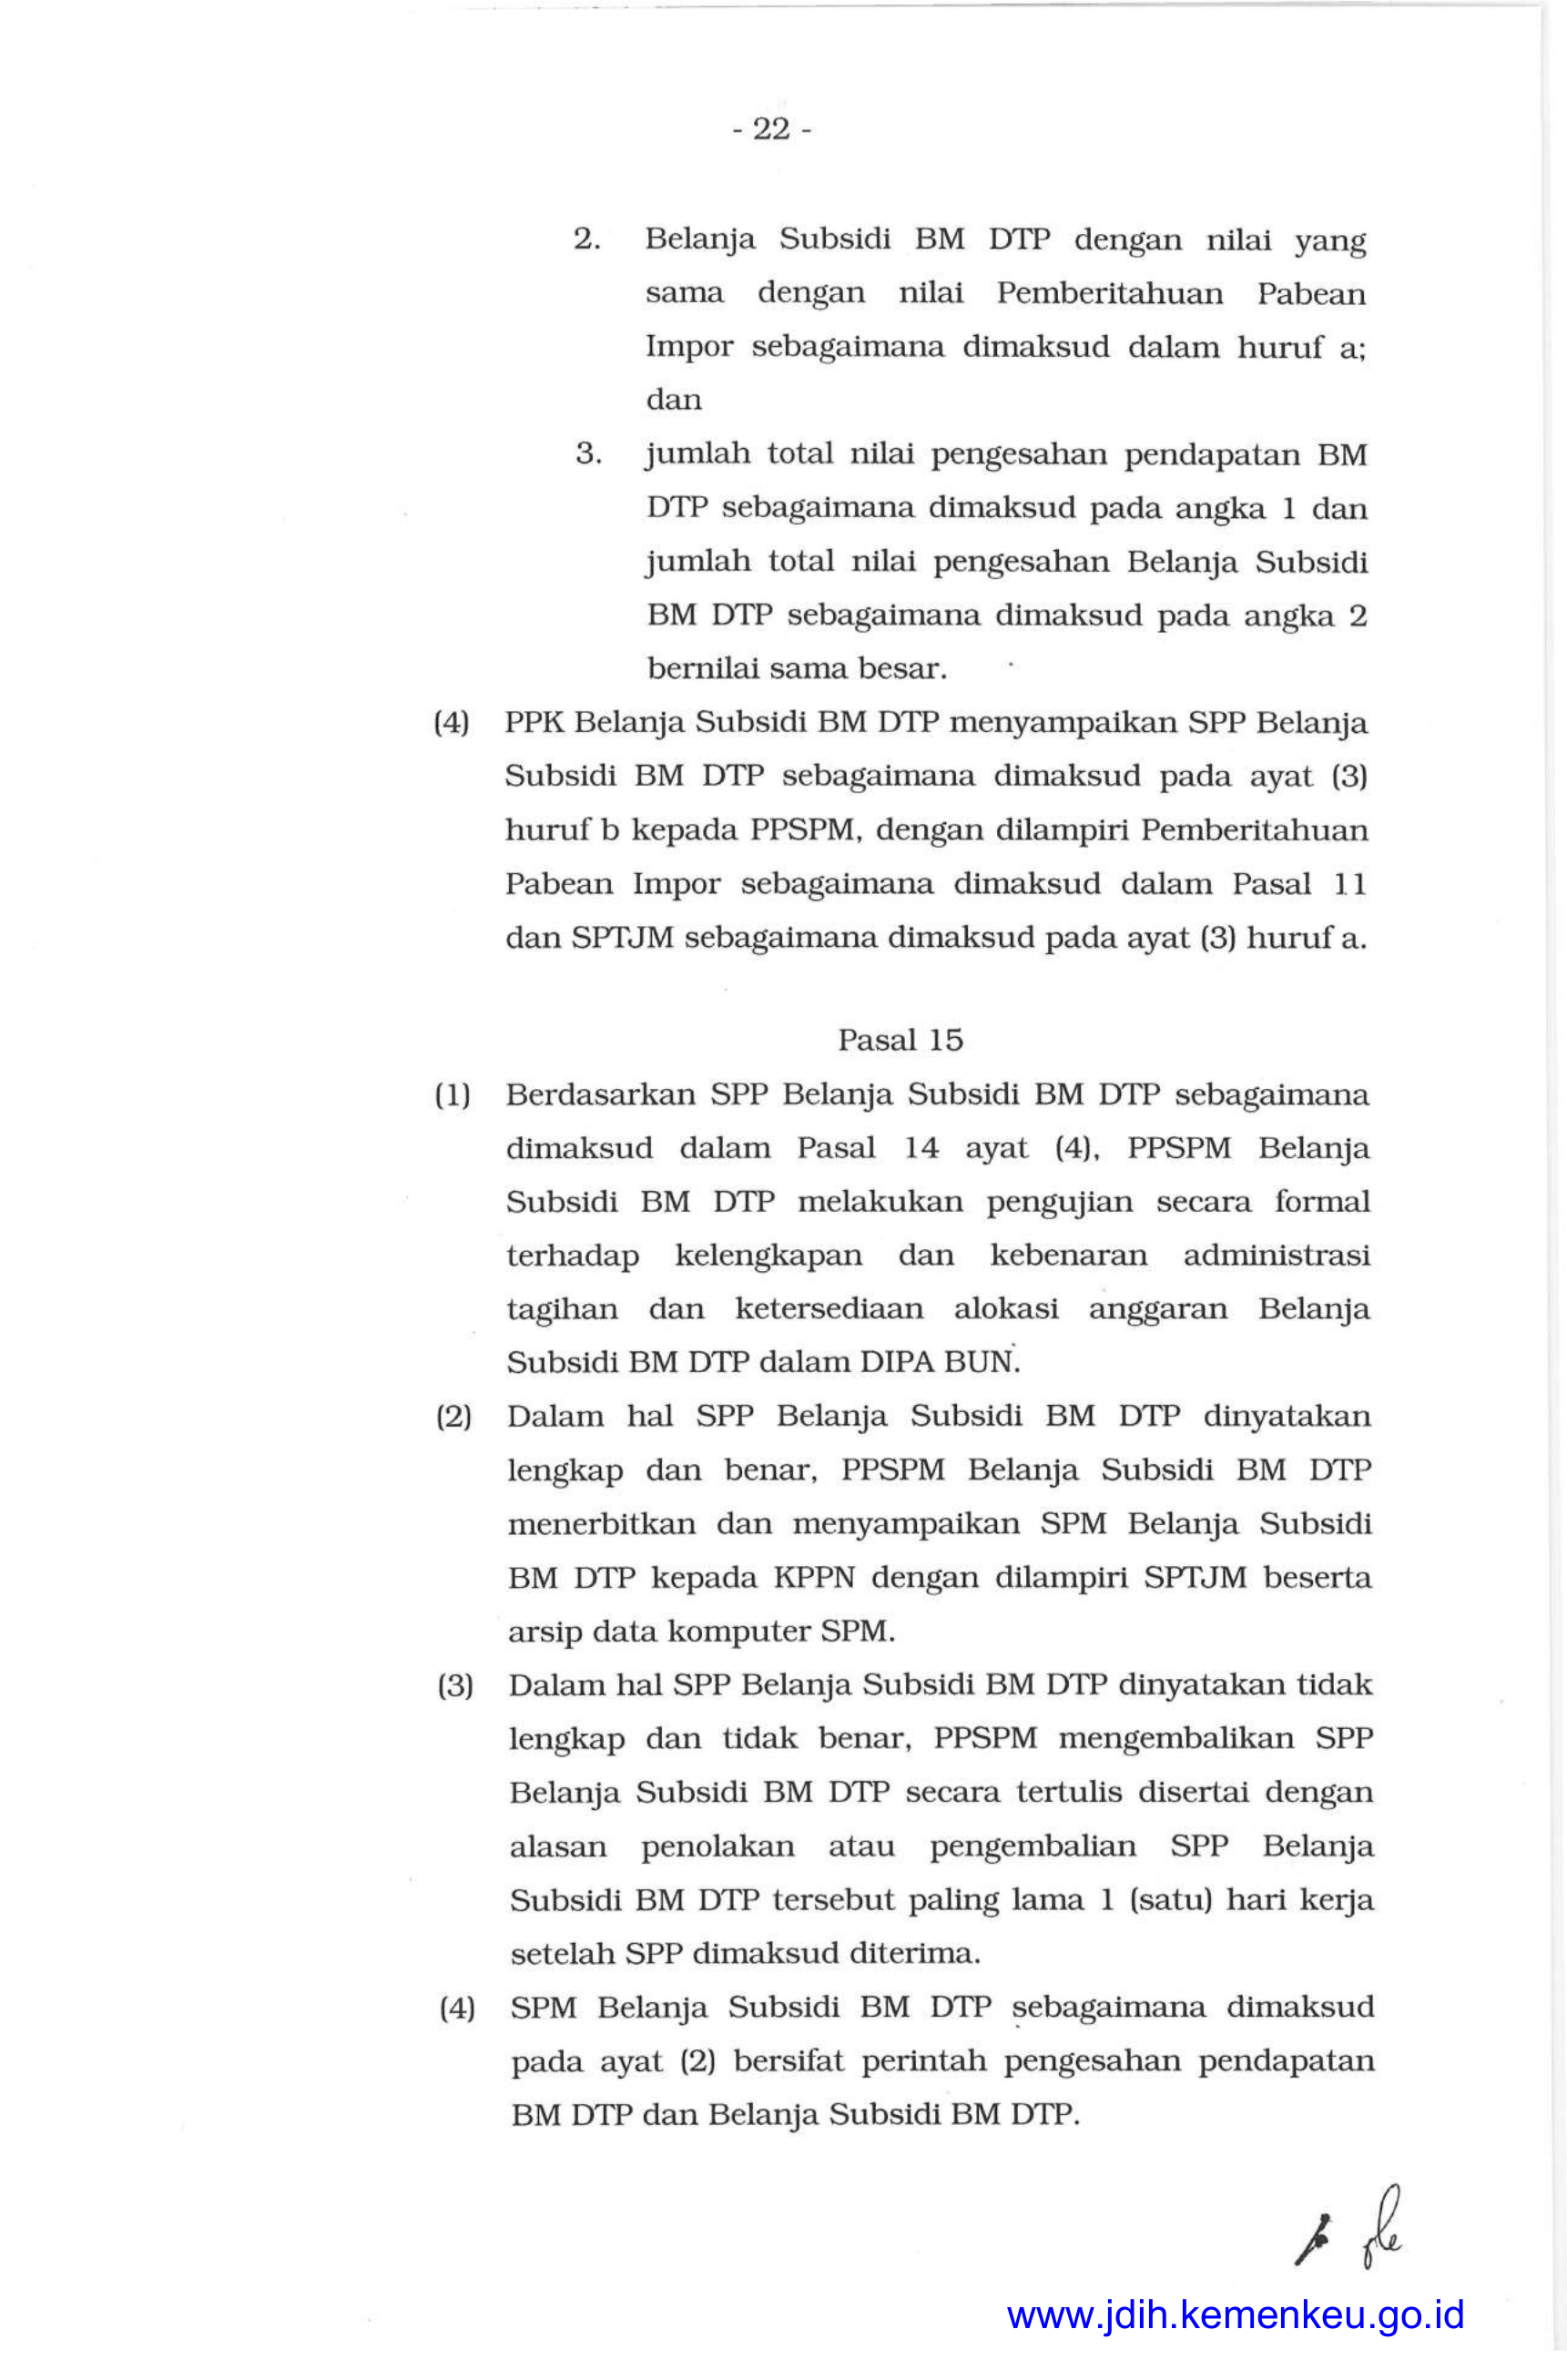 - 22 -
2. Belanja Subsidi BM DTP dengan nilai yang
sama dengan nilai Pemberitahuan Pabean
Impor sebagaimana dimaksud dalam huruf a;
dan
3. jumlah total nilai pengesahan pendapatan BM
DTP sebagaimana dimaksud pada angka 1 dan
jumlah total nilai pengesahan Belanja Subsidi
BM DTP sebagaimana dimaksud pada angka 2
bernilai sama besar.
(4) PPK Belanja Subsidi BM DTP menyampaikan SPP Belanja
Subsidi BM DTP sebagaimana dimaksud pada ayat (3)
huruf b kepada PPSPM, dengan dilampiri Pemberitahuan
Pabean Impor sebagaimana dimaksud dalam Pasal 11
dan SPTJM sebagaimana dimaksud pada ayat (3) huruf a.
Pasal 15
(1) Berdasarkan SPP Belanja Subsidi BM DTP sebagaimana
dimaksud dalam Pasal 14 ayat (4), PPSPM Belanja
Subsidi BM DTP melakukan pengujian secara formal
terhadap kelengkapan dan kebenaran administrasi
tagihan dan ketersediaan alokasi anggaran Belanja
Subsidi BM DTP dalam DIPA BUN.
(2) Dalam hal SPP Belanja Subsidi BM DTP dinyatakan
lengkap dan benar, PPSPM Belanja Subsidi BM DTP
menerbitkan dan menyampaikan SPM Belanja Subsidi
BM DTP kepada KPPN dengan dilampiri SPTJM beserta
arsip data komputer SPM.
(3) Dalam hal SPP Belanja Subsidi BM DTP dinyatakan tidak
lengkap dan tidak benar, PPSPM mengembalikan SPP
Belanja Subsidi BM DTP secara tertulis disertai dengan
alasan penolakan atau pengembalian SPP Belanja
Subsidi BM DTP tersebut paling lama 1 (satu) hari kerja
setelah SPP dimaksud diterima.
(4) SPM Belanja Subsidi BM DTP sebagaimana dimaksud
pada ayat (2) bersifat perintah pengesahan pendapatan
BM DTP dan Belanja Subsidi BM DTP.
www.jdih.kemenkeu.go.id